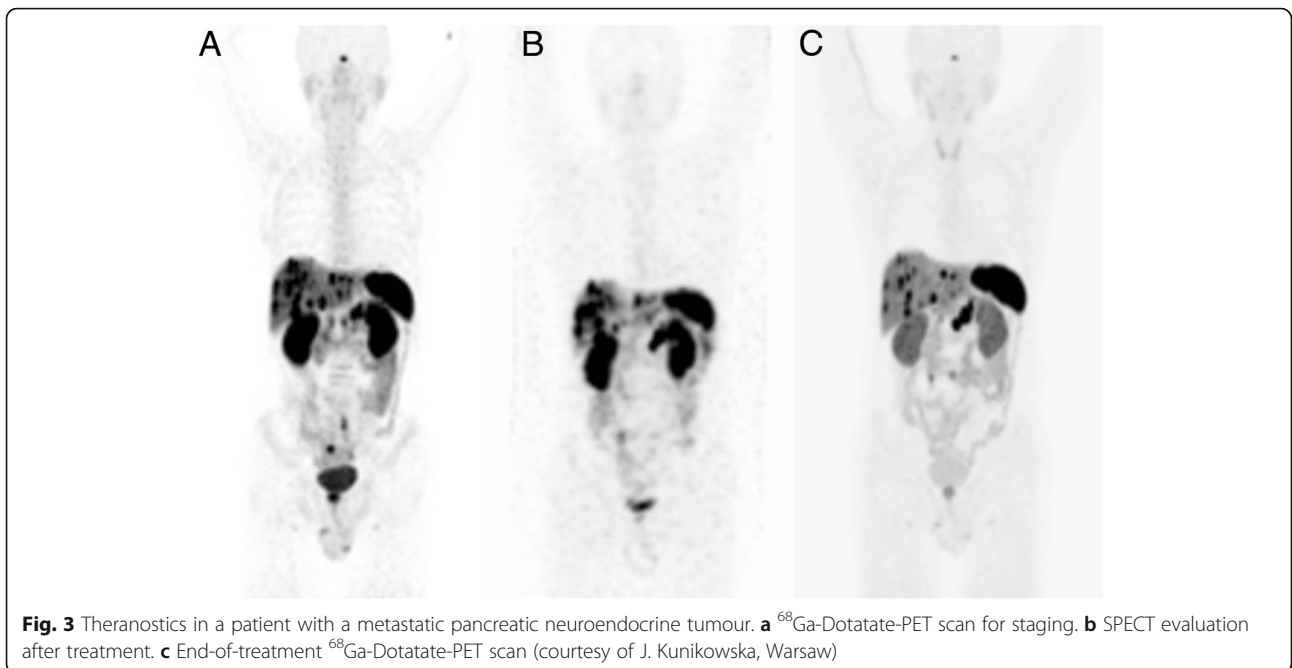 A
B
C
Fig. 3 Theranostics in a patient with a metastatic pancreatic neuroendocrine tumour. a ⁶⁸Ga-Dotatate-PET scan for staging. b SPECT evaluation
after treatment. c End-of-treatment ⁶⁸Ga-Dotatate-PET scan (courtesy of J. Kunikowska, Warsaw)